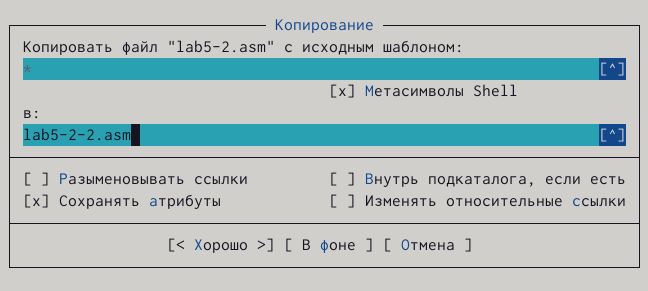 Копирование
Копировать файл "lab5-2.asm" с исходным шаблоном:
* [^]
[x] Метасимволы Shell
в:
lab5-2-2.asm [^]
[ ] Разыменовывать ссылки [ ] Внутрь подкаталога, если есть
[x] Сохранять атрибуты [ ] Изменять относительные ссылки
[< Хорошо >] [ В фоне ] [ Отмена ]